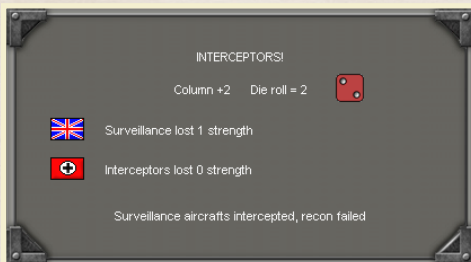 INTERCEPTORS!
Column +2 Die roll = 2
Surveillance lost 1 strength
Interceptors lost 0 strength
Surveillance aircrafts intercepted, recon failed